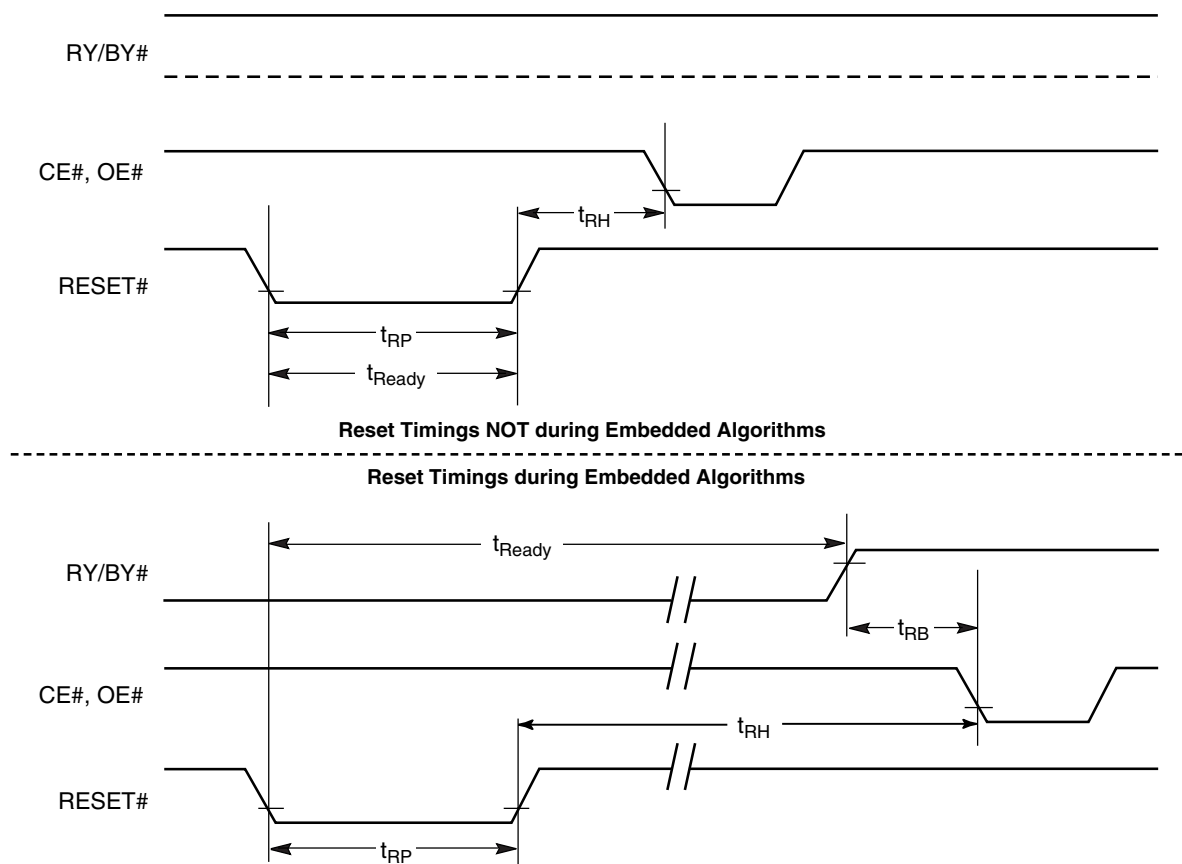 RY/BY#
CE#, OE#
tRH
RESET#
tRP
tReady
Reset Timings NOT during Embedded Algorithms
Reset Timings during Embedded Algorithms
tReady
RY/BY#
tRB
CE#, OE#
tRH
RESET#
tRP